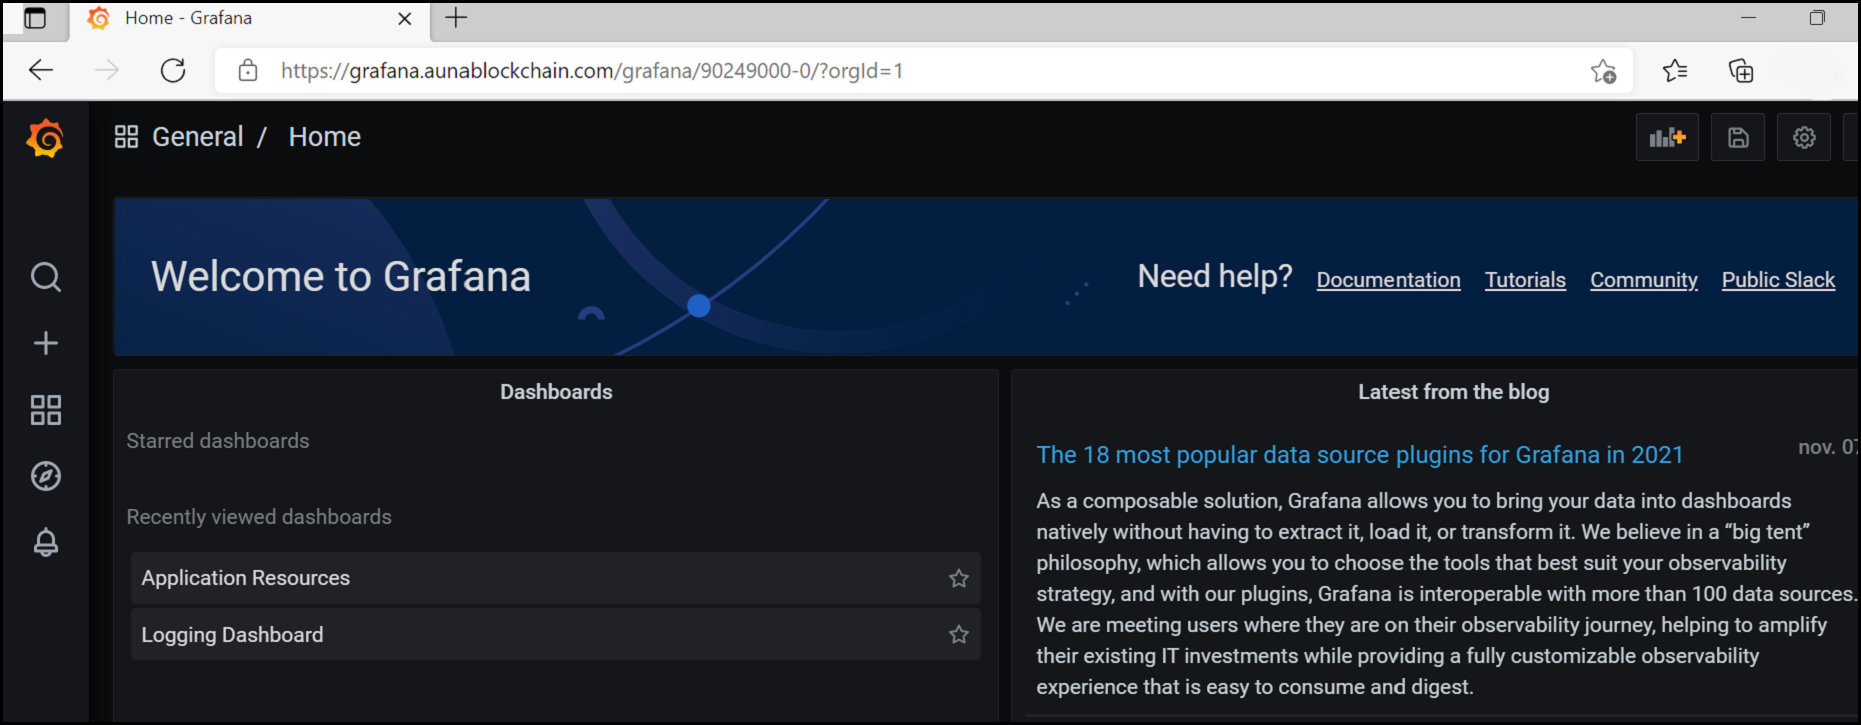 Home - Grafana
https://grafana.aunablockchain.com/grafana/90249000-0/?orgId=1
General / Home
Welcome to Grafana
Need help? Documentation Tutorials Community Public Slack
Dashboards
Starred dashboards
Recently viewed dashboards
Application Resources
Logging Dashboard
Latest from the blog
The 18 most popular data source plugins for Grafana in 2021
nov. 07
As a composable solution, Grafana allows you to bring your data into dashboards
natively without having to extract it, load it, or transform it. We believe in a “big tent”
philosophy, which allows you to choose the tools that best suit your observability
strategy, and with our plugins, Grafana is interoperable with more than 100 data sources.
We are meeting users where they are on their observability journey, helping to amplify
their existing IT investments while providing a fully customizable observability
experience that is easy to consume and digest.